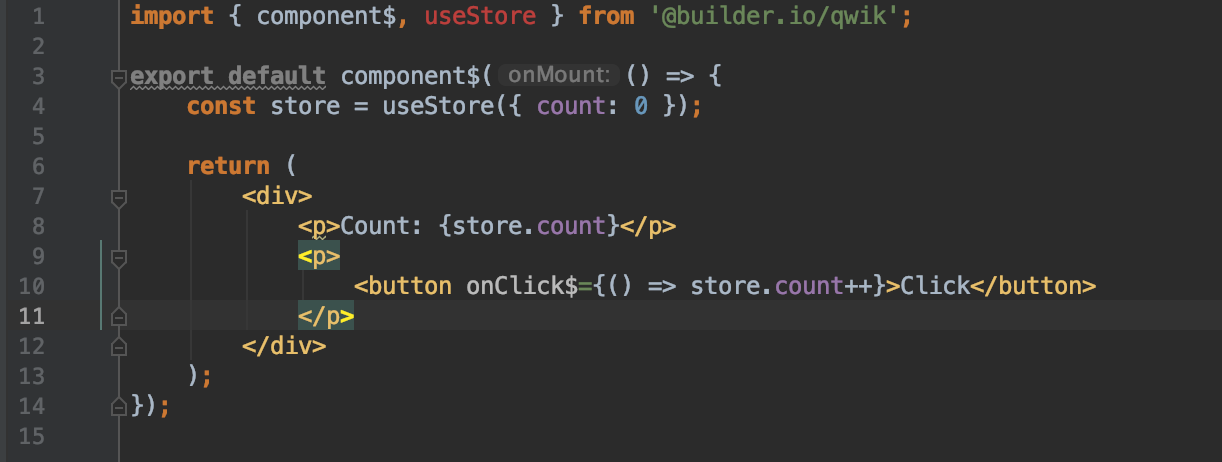 1 import { component$, useStore } from '@builder.io/qwik';
2
3 export default component$( onMount: () => {
4     const store = useStore({ count: 0 });
5
6     return (
7         <div>
8             <p>Count: {store.count}</p>
9             <p>
10                 <button onClick$={() => store.count++}>Click</button>
11             </p>
12         </div>
13     );
14 });
15